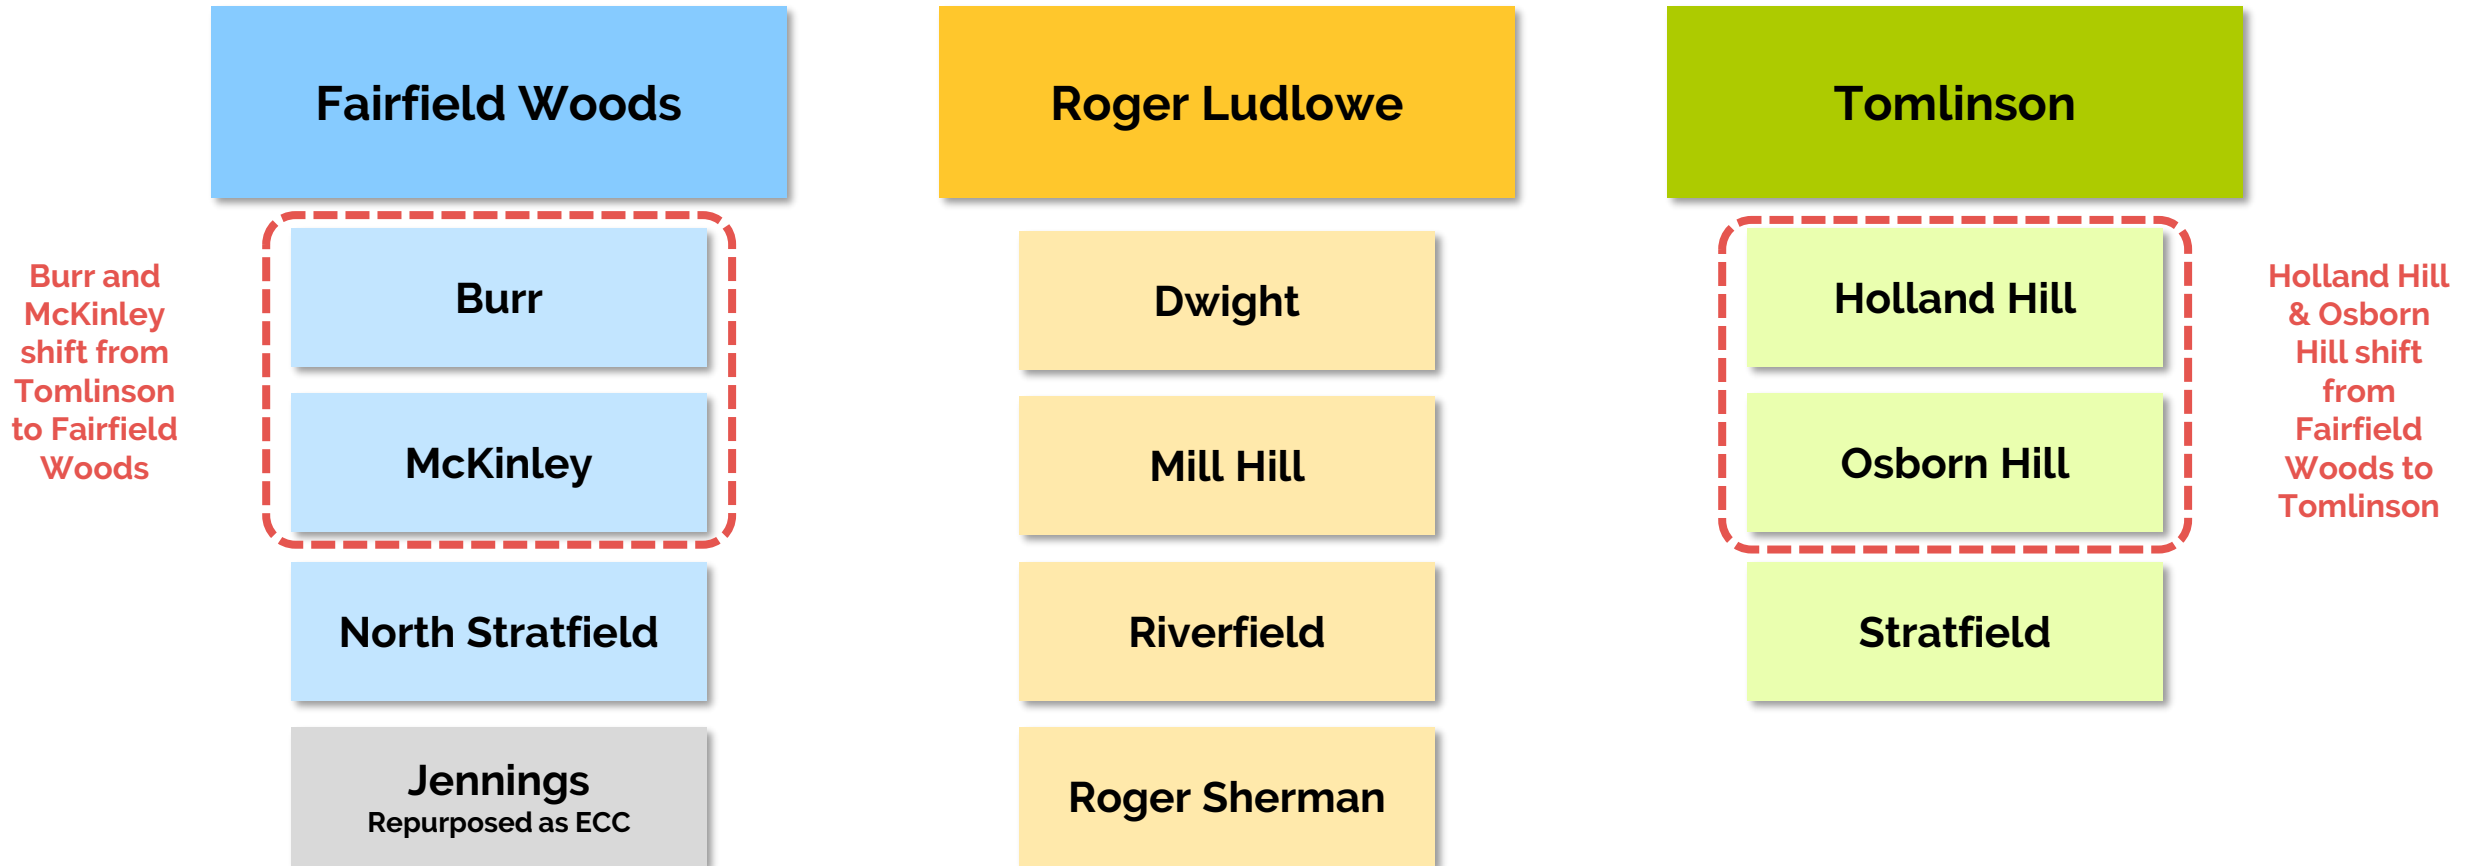 Fairfield Woods
Roger Ludlowe
Tomlinson
Burr and
McKinley
shift from
Tomlinson
to Fairfield
Woods
Burr
McKinley
North Stratfield
Jennings
Repurposed as ECC
Dwight
Mill Hill
Riverfield
Roger Sherman
Holland Hill
Osborn Hill
Stratfield
Holland Hill
& Osborn
Hill shift
from
Fairfield
Woods to
Tomlinson